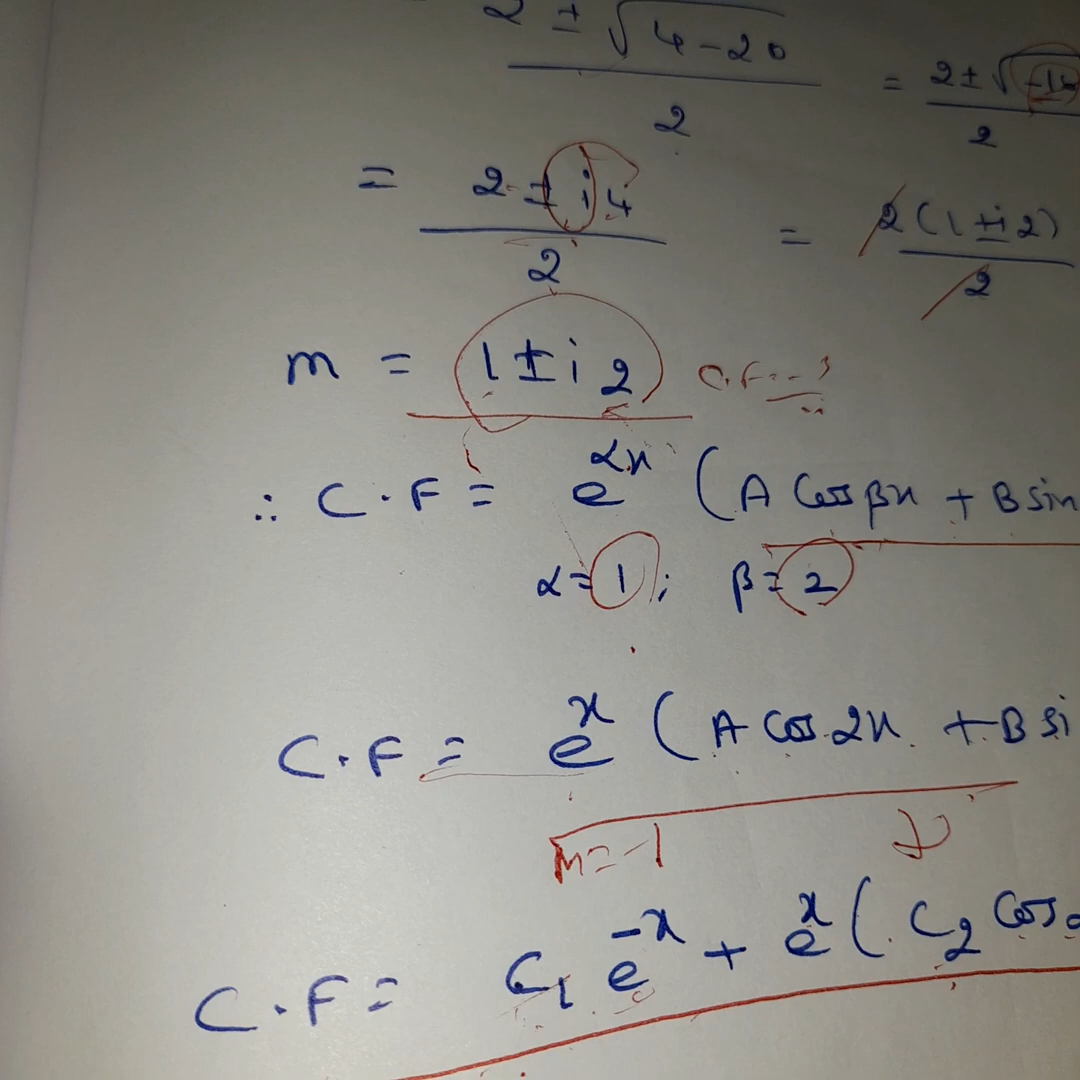 2 ± √4-20 / 2 = 2 ± √-16 / 2
= 2 ± i4 / 2 = 2(1 ± i2) / 2
m = 1 ± i2 C.F =
∴ C.F = e^αx (A Cos βx + B sin
α = 1; β = 2
C.F = e^x (A Cos 2x + B si
m = -1
C.F = C₁ e^-x + e^x (C₂ Cos